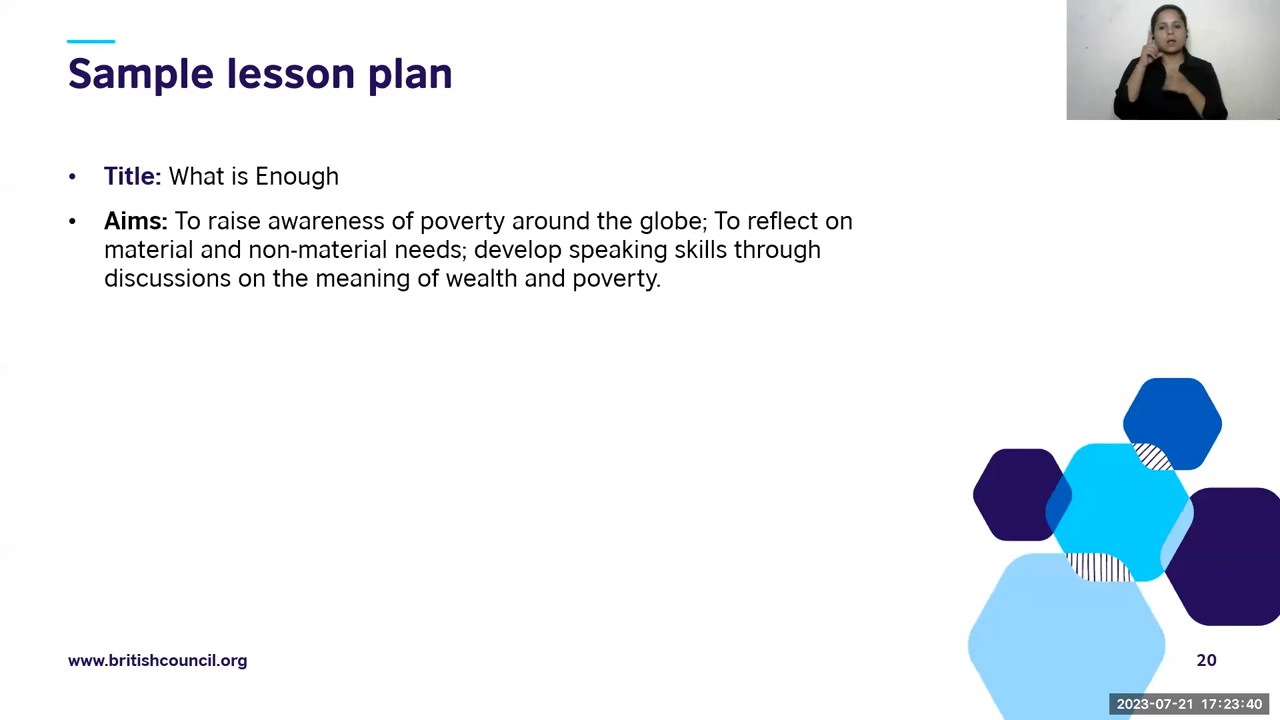 Sample lesson plan
• Title: What is Enough
• Aims: To raise awareness of poverty around the globe; To reflect on
material and non-material needs; develop speaking skills through
discussions on the meaning of wealth and poverty.
www.britishcouncil.org
20
2023-07-21 17:23:40